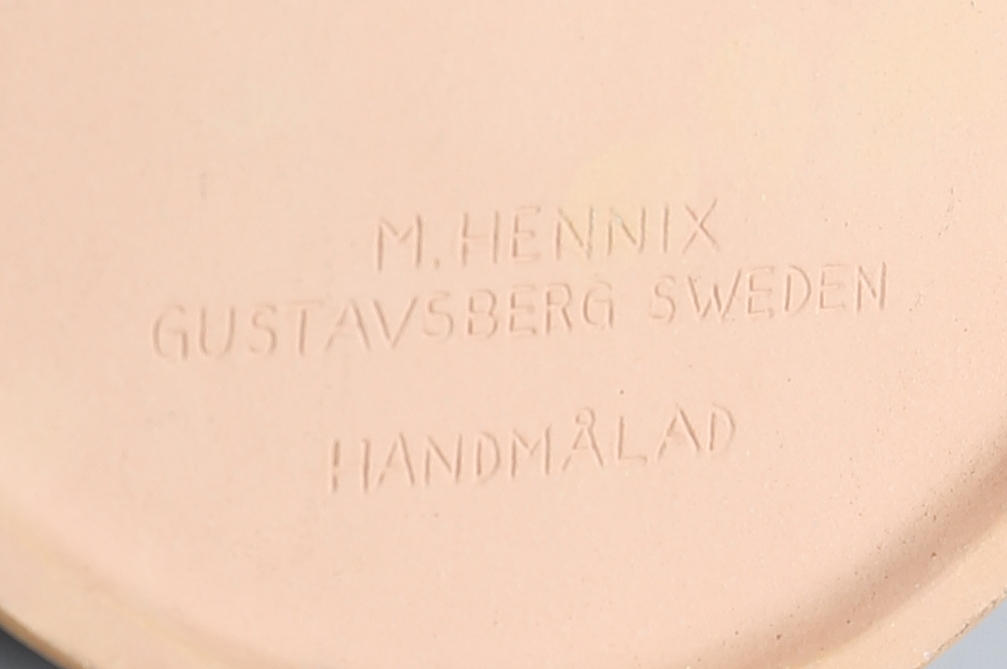 M. HENNIX
GUSTAVSBERG SWEDEN
HANDMÅLAD